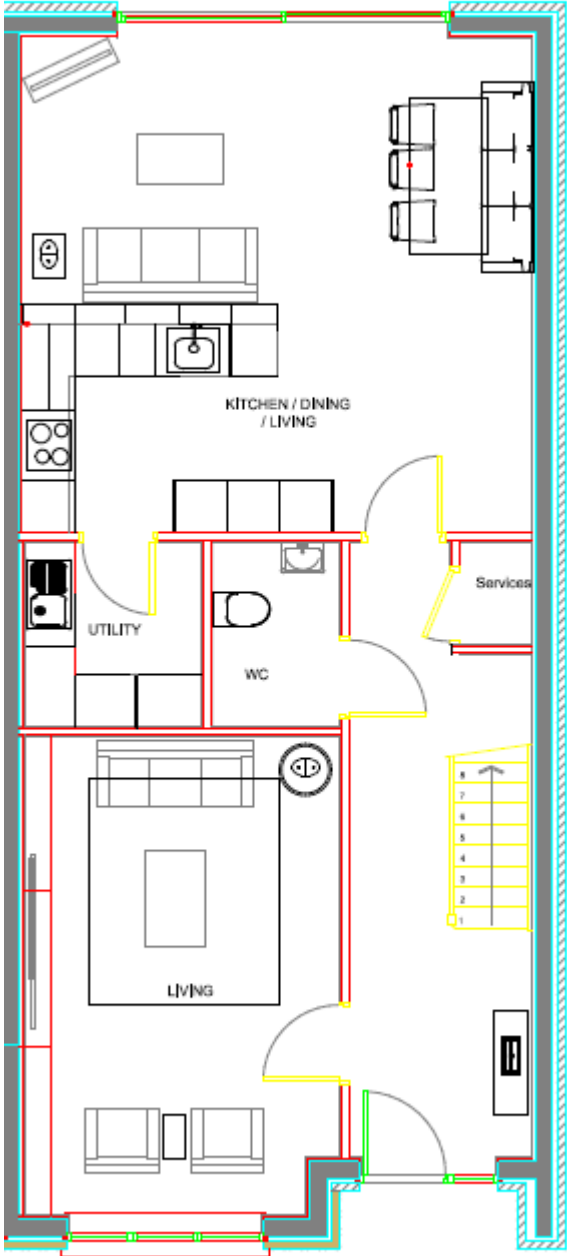 KITCHEN / DINING
/ LIVING
Services
UTILITY
WC
8
7
6
5
4
3
2
1
LIVING